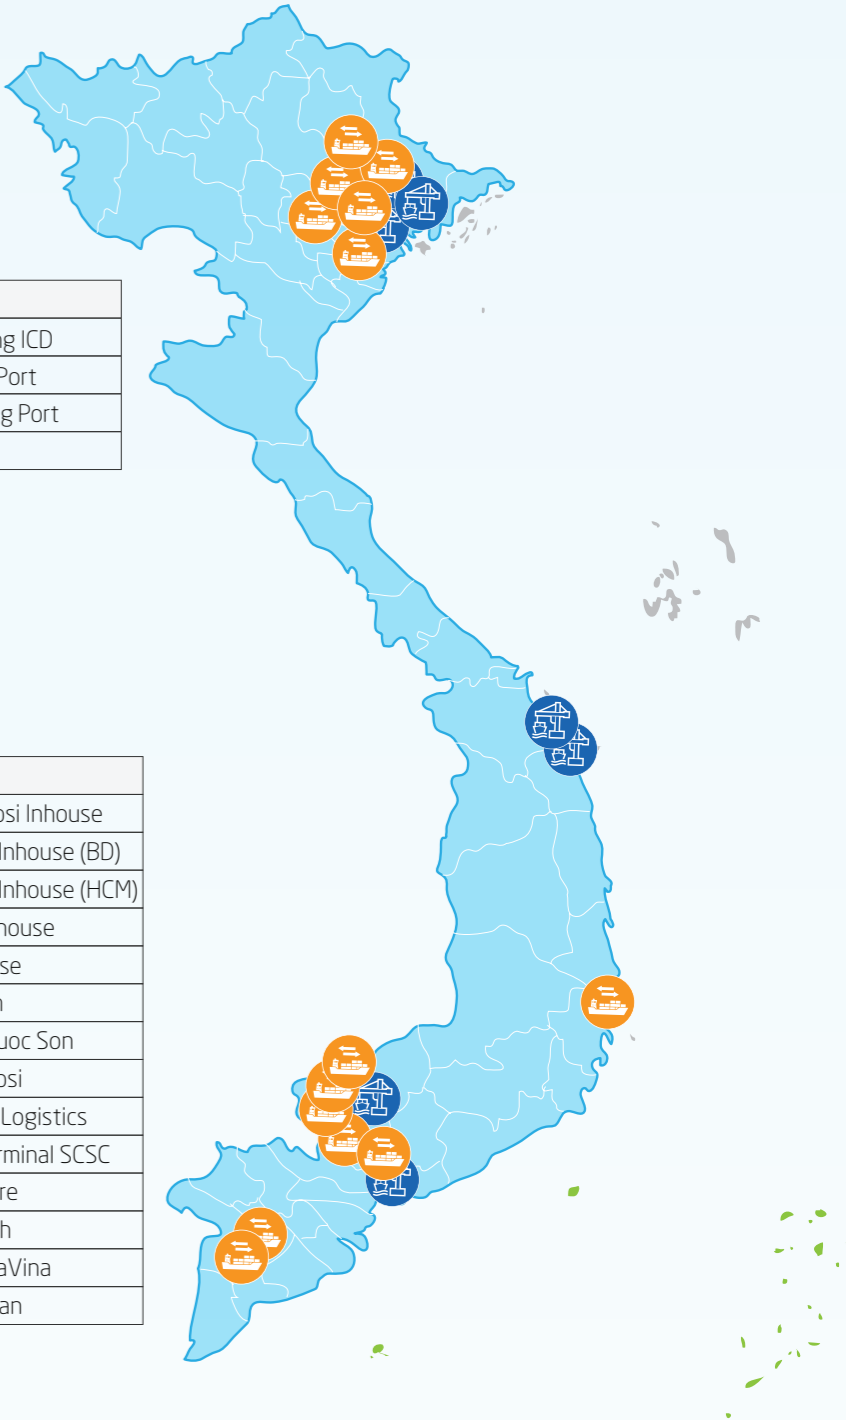 ng ICD
Port
g Port
osi Inhouse
Inhouse (BD)
Inhouse (HCM)
house
se
n
uoc Son
osi
Logistics
rminal SCSC
re
h
aVina
an